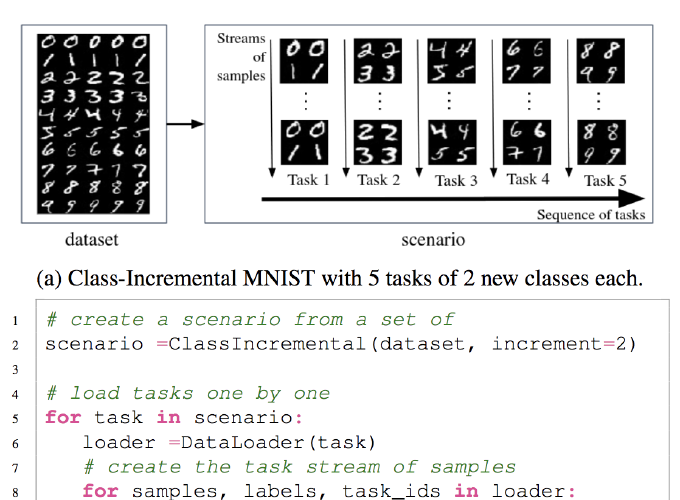 Streams
of
samples
0 0 0 0 0
1 1 1 1 1
2 2 2 2 2
3 3 3 3 3
4 4 4 4 4
5 5 5 5 5
6 6 6 6 6
7 7 7 7 7
8 8 8 8 8
9 9 9 9 9
0 0 2 2 4 4 6 6 8 8
1 1 3 3 5 5 7 7 9 9
0 0 2 2 4 4 6 6 8 8
1 1 3 3 5 5 7 7 9 9
Task 1 Task 2 Task 3 Task 4 Task 5
Sequence of tasks
dataset scenario
(a) Class-Incremental MNIST with 5 tasks of 2 new classes each.
1 # create a scenario from a set of
2 scenario =ClassIncremental(dataset, increment=2)
3
4 # load tasks one by one
5 for task in scenario:
6 loader =DataLoader(task)
7 # create the task stream of samples
8 for samples, labels, task_ids in loader: